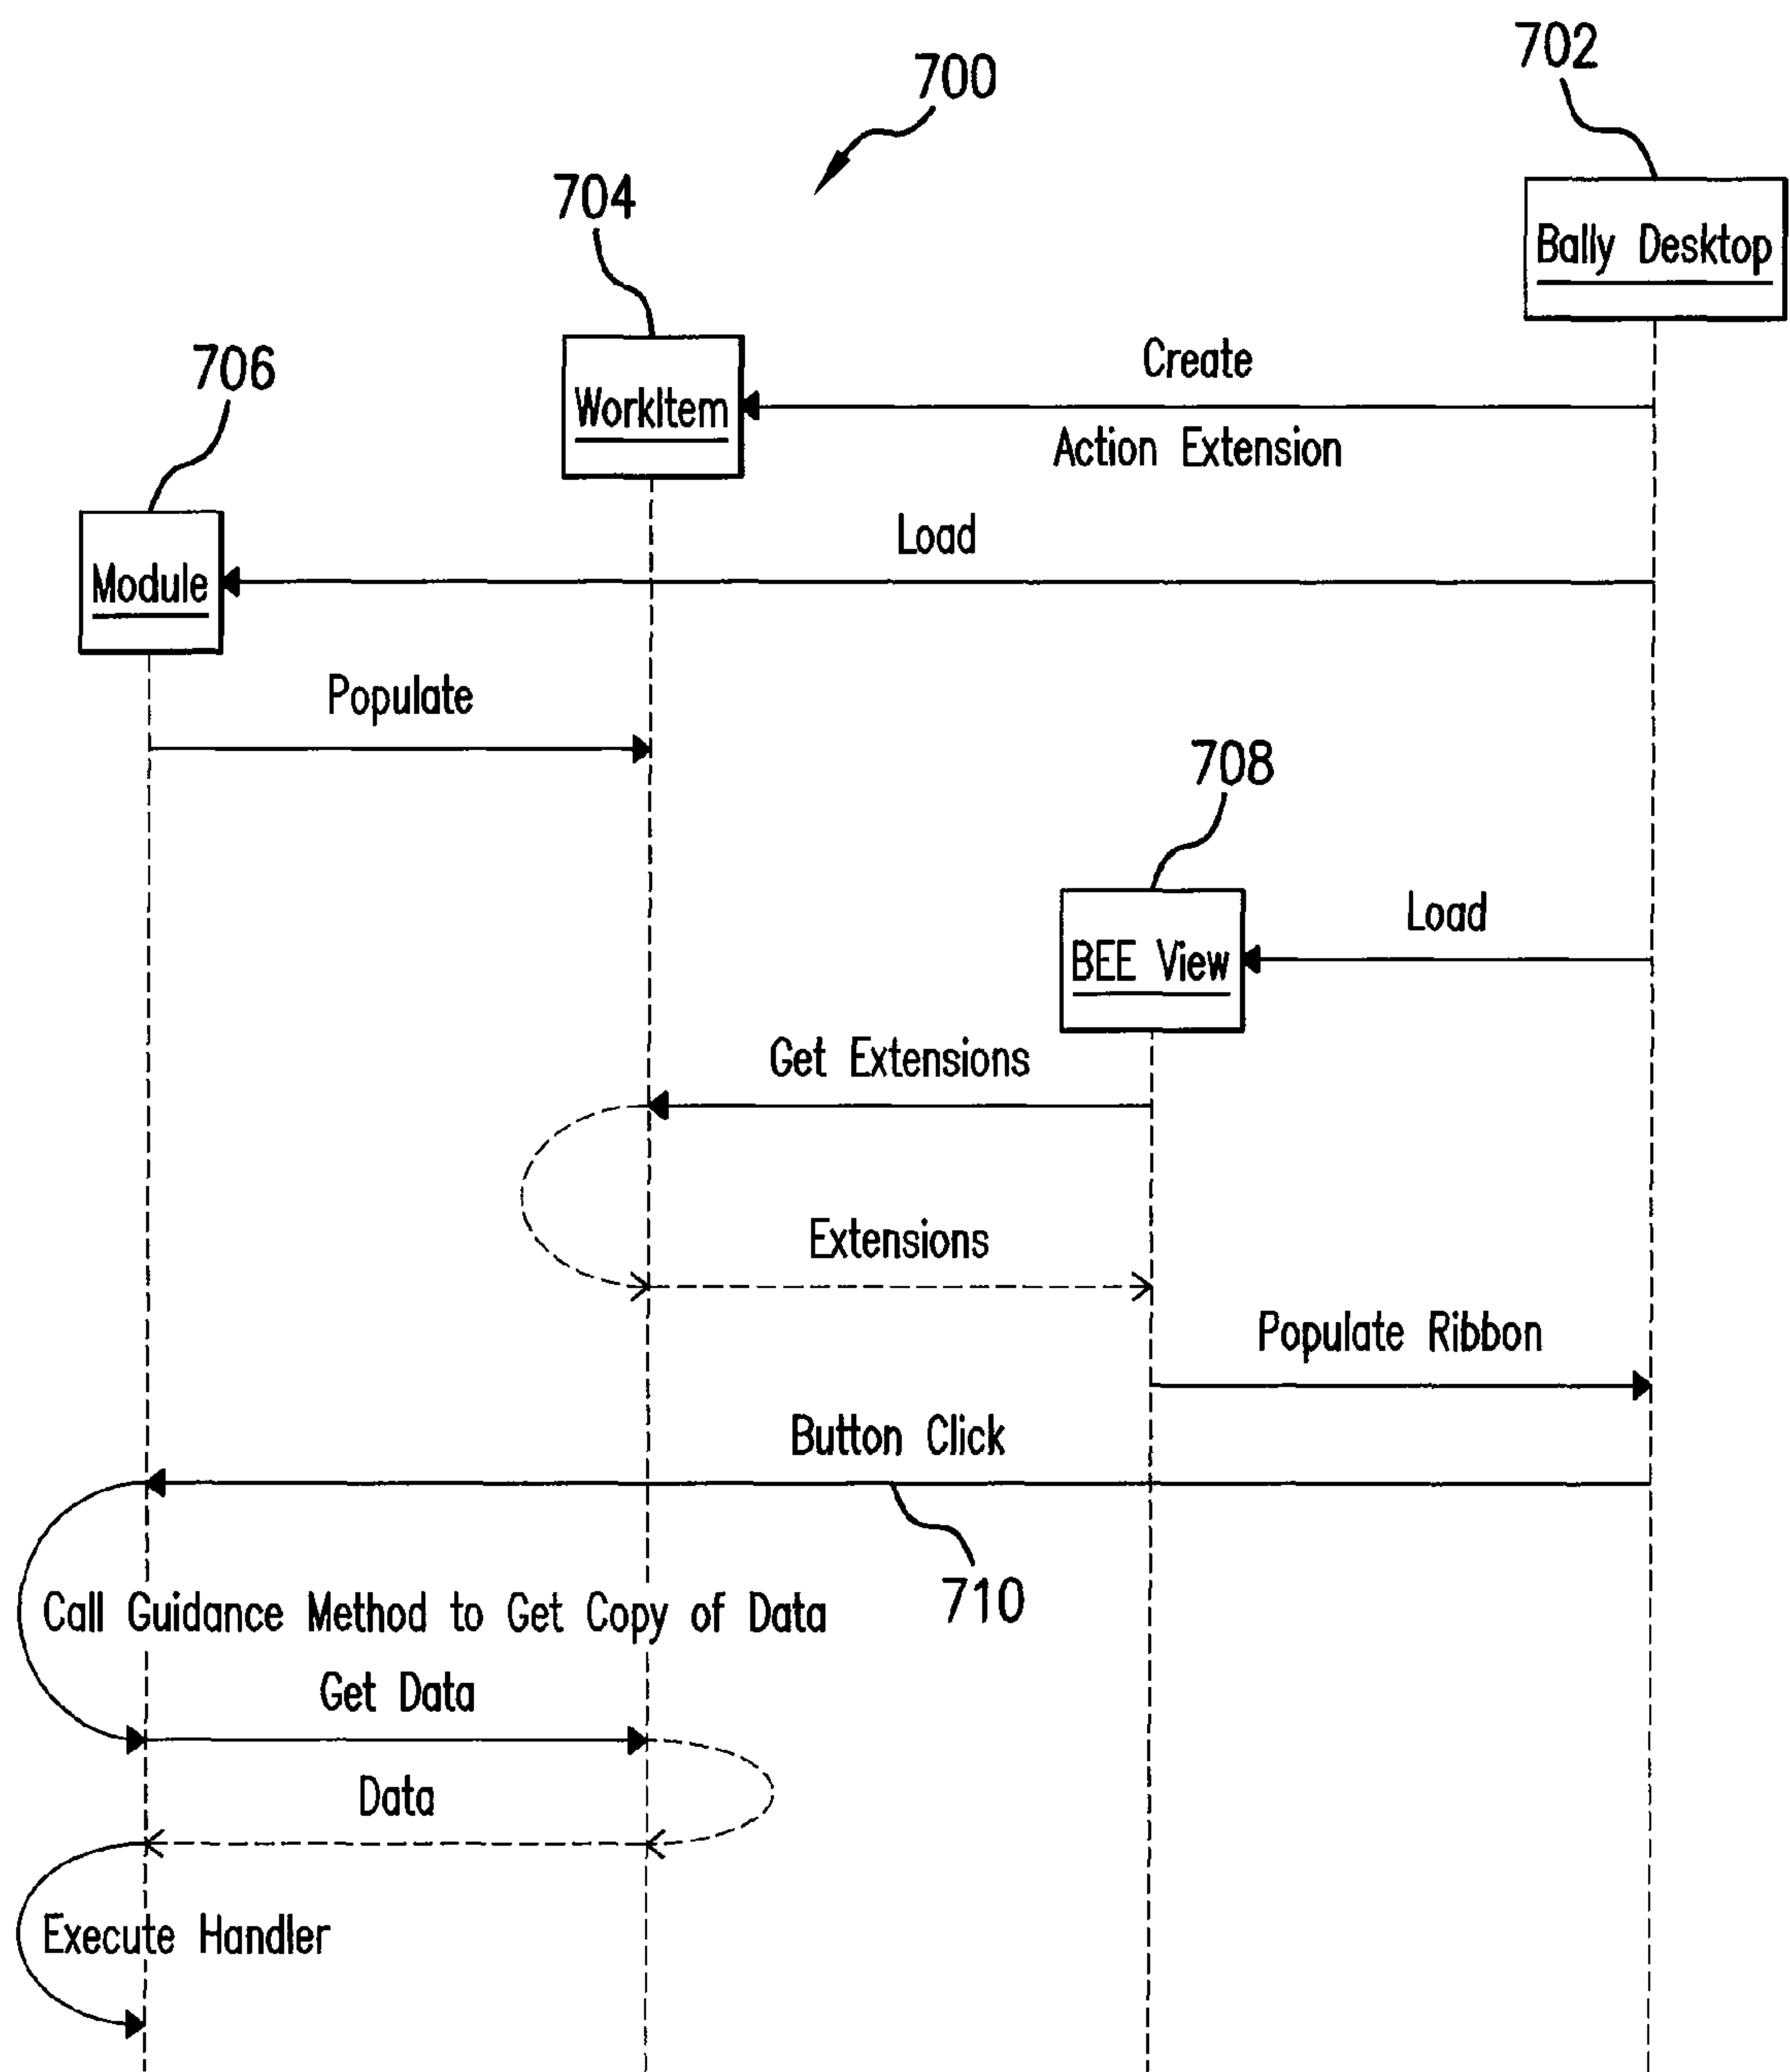 700
702
704
Bally Desktop
706
WorkItem
Create
Action Extension
Module
Load
Populate
708
BEE View
Load
Get Extensions
Extensions
Populate Ribbon
Button Click
710
Call Guidance Method to Get Copy of Data
Get Data
Data
Execute Handler